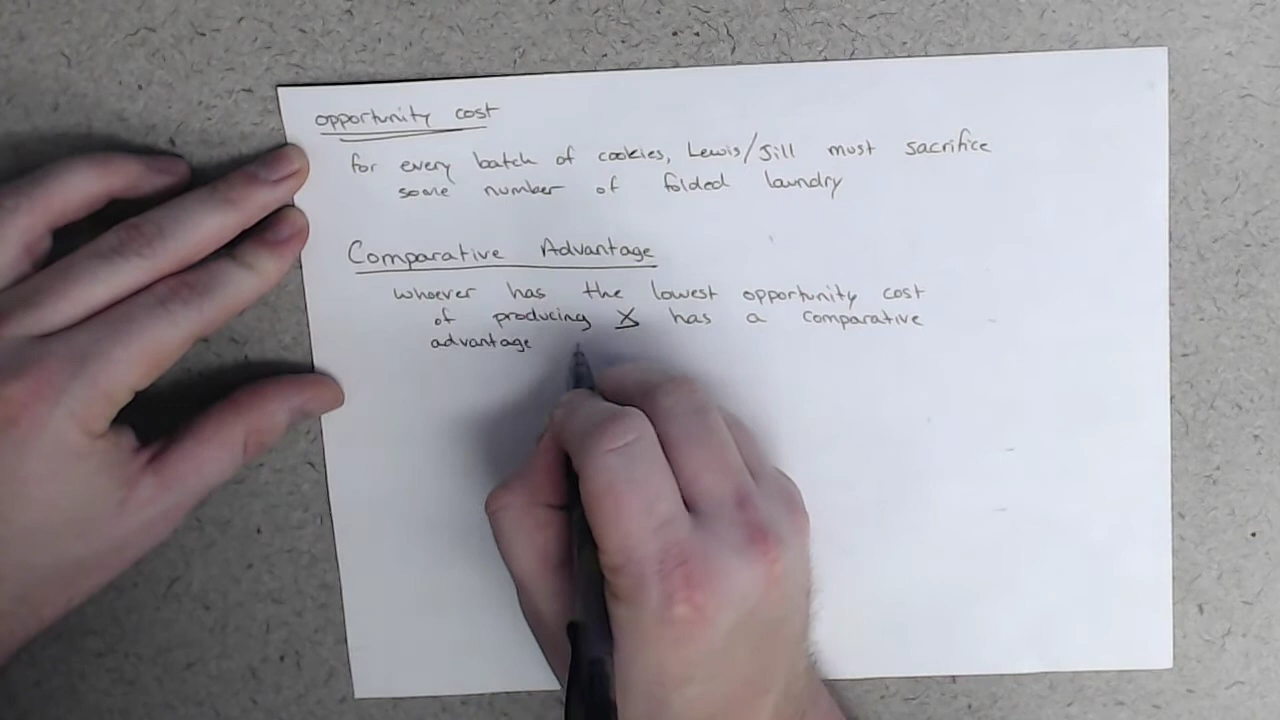 opportunity cost
for every batch of cookies, Lewis/Jill must sacrifice
some number of folded laundry
Comparative Advantage
whoever has the lowest opportunity cost
of producing X has a comparative
advantage